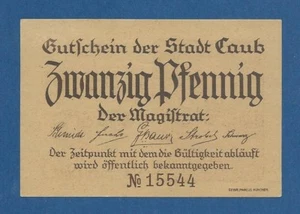 Gutschein der Stadt Caub
Zwanzig Pfennig
Der Magistrat:
Der Zeitpunkt mit dem die Gültigkeit abläuft
wird öffentlich bekanntgegeben.
№ 15544